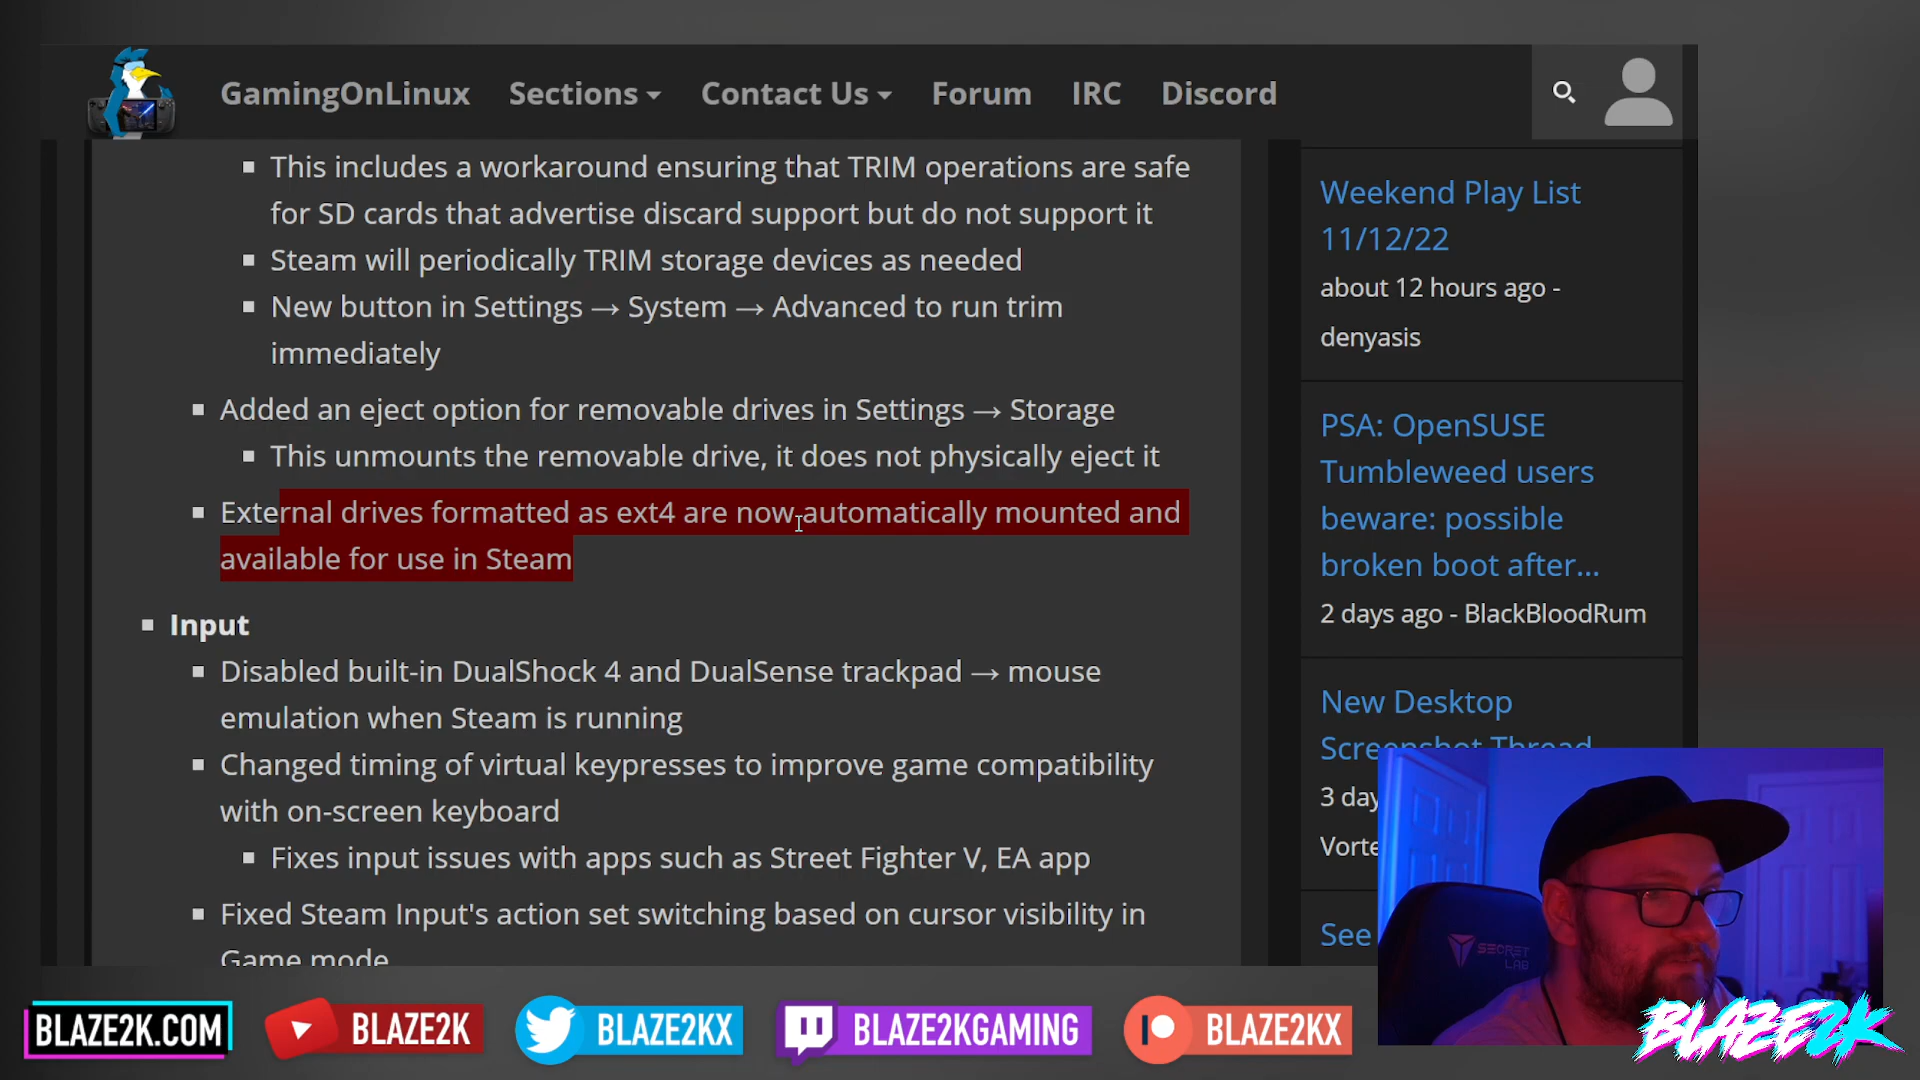 GamingOnLinux Sections Contact Us Forum IRC Discord
This includes a workaround ensuring that TRIM operations are safe
for SD cards that advertise discard support but do not support it
Steam will periodically TRIM storage devices as needed
New button in Settings → System → Advanced to run trim
immediately
Added an eject option for removable drives in Settings → Storage
This unmounts the removable drive, it does not physically eject it
External drives formatted as ext4 are now automatically mounted and
available for use in Steam
Input
Disabled built-in DualShock 4 and DualSense trackpad → mouse
emulation when Steam is running
Changed timing of virtual keypresses to improve game compatibility
with on-screen keyboard
Fixes input issues with apps such as Street Fighter V, EA app
Fixed Steam Input's action set switching based on cursor visibility in
Game mode
Weekend Play List
11/12/22
about 12 hours ago -
denyasis
PSA: OpenSUSE
Tumbleweed users
beware: possible
broken boot after...
2 days ago - BlackBloodRum
New Desktop
Screenshot Thread
3 day
Vorte
See
SECRET
LAB
BLAZE2K.COM
BLAZE2K
BLAZE2KX
BLAZE2KGAMING
BLAZE2KX
BLAZE2K